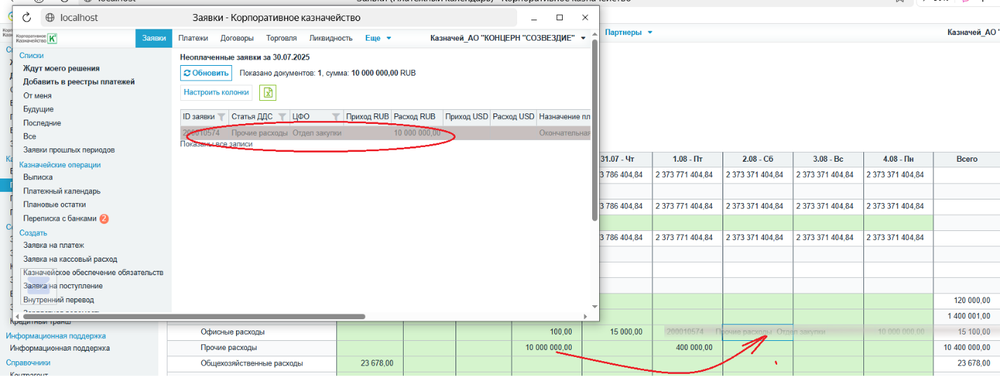 localhost
Заявки - Корпоративное казначейство
Корпоративное
Казначейство
Заявки Платежи Договоры Торговля Ликвидность Еще Казначей_АО "КОНЦЕРН "СОЗВЕЗДИЕ" Партнеры Казначей_АО "
Списки
Ждут моего решения
Добавить в реестры платежей
От меня
Будущие
Последние
Все
Заявки прошлых периодов
Казначейские операции
Выписка
Платежный календарь
Плановые остатки
Переписка с банками 2
Создать
Заявка на платеж
Заявка на кассовый расход
Казначейское обеспечение обязательств
Заявка на поступление
Внутренний перевод
Неоплаченные заявки за 30.07.2025
Обновить Показано документов: 1, сумма: 10 000 000,00 RUB
Настроить колонки
ID заявки Статья ДДС ЦФО Приход RUB Расход RUB Приход USD Расход USD Назначение пл
200010574 Прочие расходы Отдел закупки 10 000 000,00 Окончательная
Показаны все записи
31.07 - Чт 1.08 - Пт 2.08 - Сб 3.08 - Вс 4.08 - Пн Всего
3 786 404,84 2 373 771 404,84 2 373 371 404,84 2 373 371 404,84 2 373 371 404,84
3 786 404,84 2 373 771 404,84 2 373 371 404,84 2 373 371 404,84 2 373 371 404,84
3 786 404,84 2 373 771 404,84 2 373 371 404,84 2 373 371 404,84 2 373 371 404,84
120 000,00
1 400 001,00
Кредитный транш
Информационная поддержка
Информационная поддержка
Справочники
Контрагент
Офисные расходы 100,00 15 000,00 200010574 Прочие расходы Отдел закупки 10 000 000,00 15 100,00
Прочие расходы 10 000 000,00 400 000,00 10 400 000,00
Общехозяйственные расходы 23 678,00 23 678,00